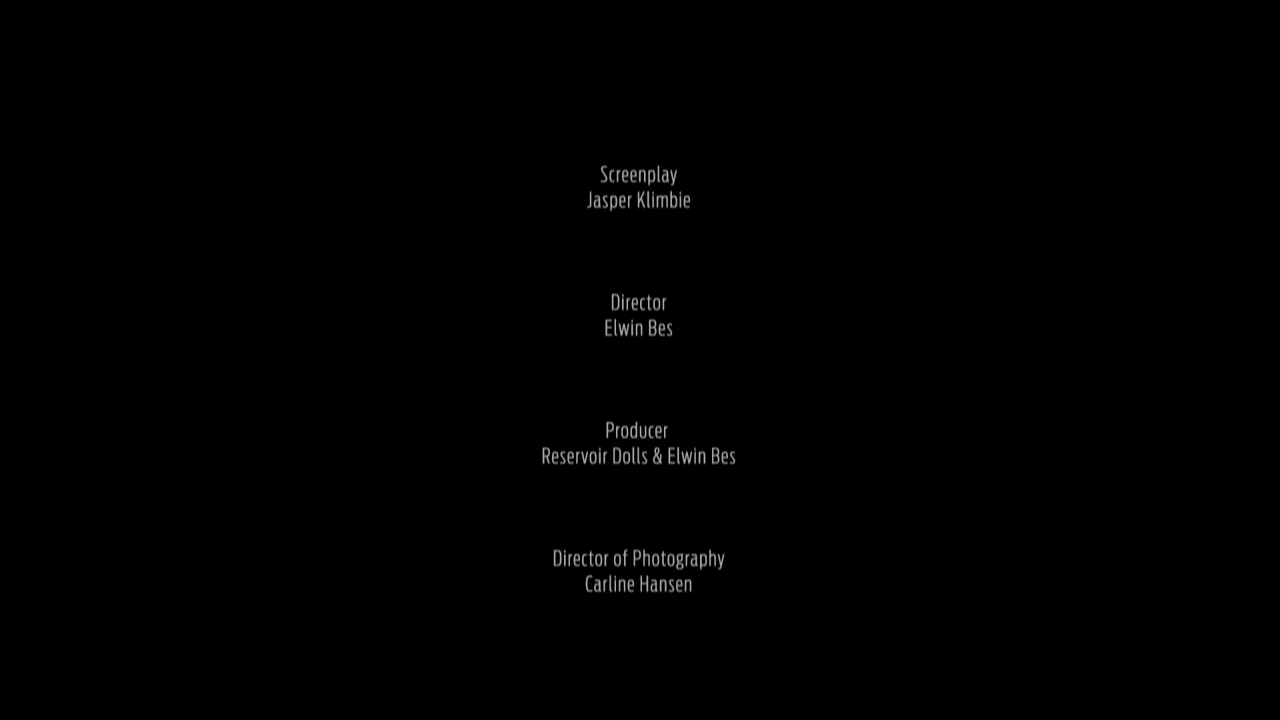 Screenplay
Jasper Klimbie
Director
Elwin Bes
Producer
Reservoir Dolls & Elwin Bes
Director of Photography
Carline Hansen